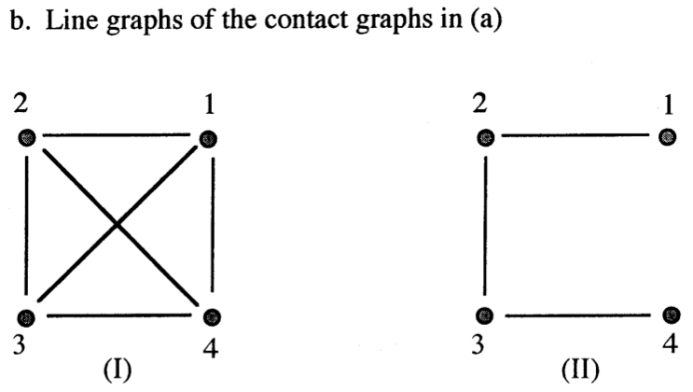 b. Line graphs of the contact graphs in (a)
2 1 2 1
3 4 3 4
(I) (II)